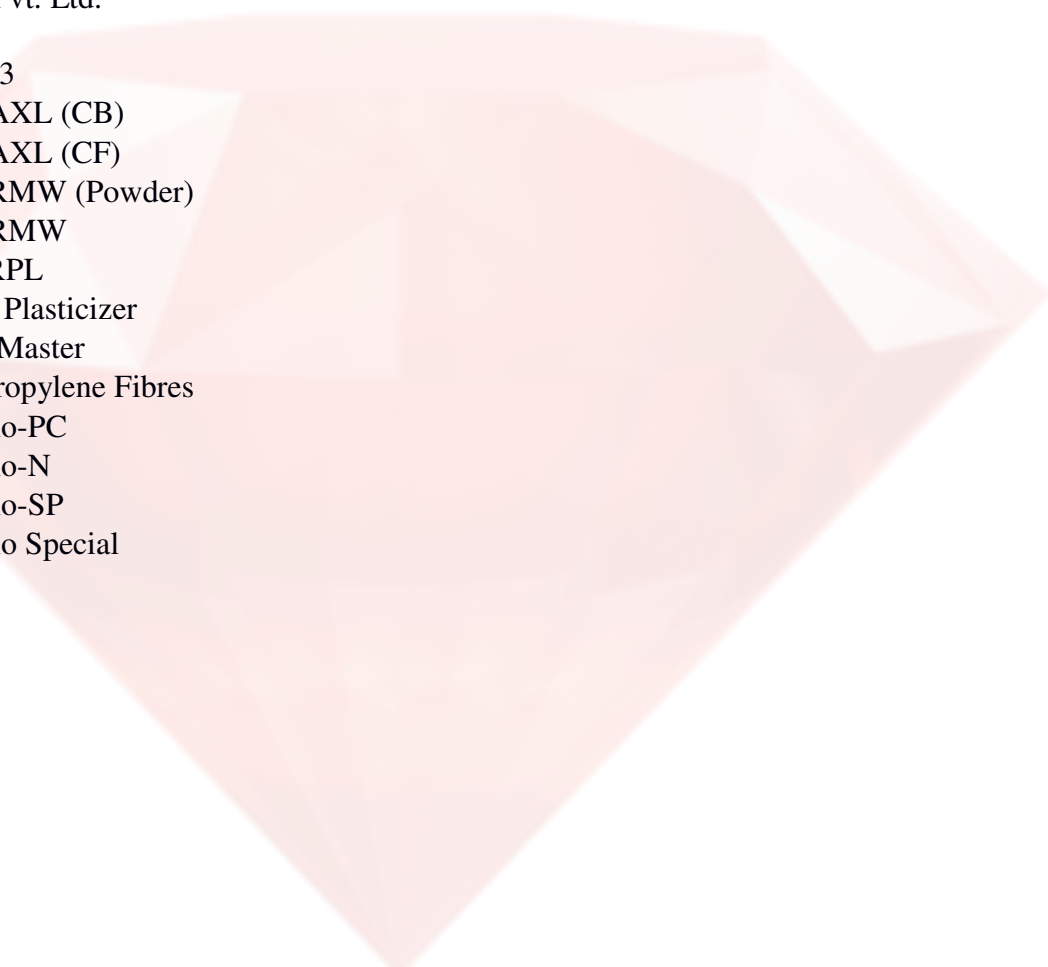 vt. Ltd.
3
AXL (CB)
AXL (CF)
RMW (Powder)
RMW
RPL
Plasticizer
Master
ropylene Fibres
o-PC
o-N
o-SP
o Special